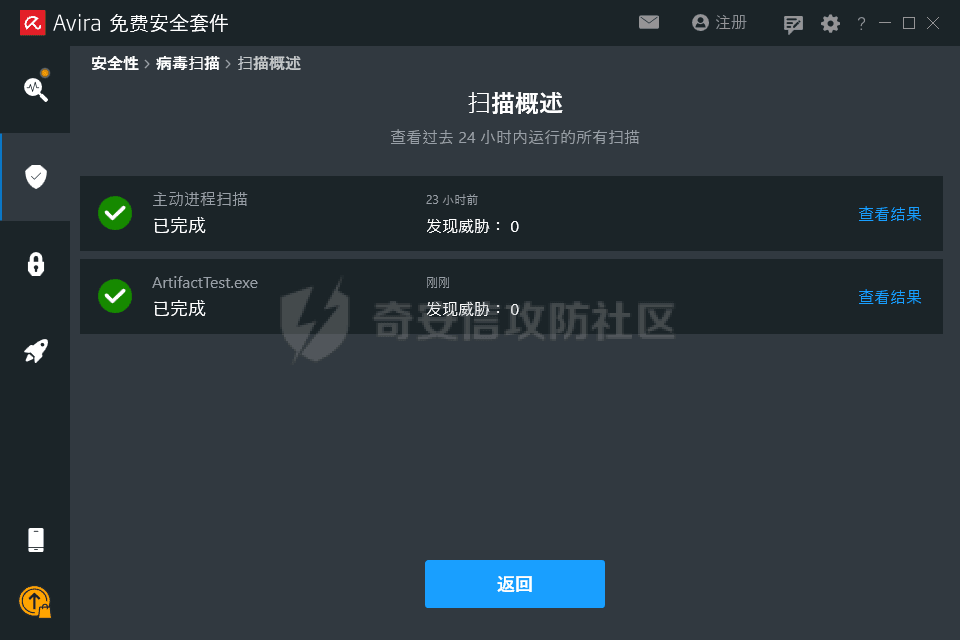 Avira 免费安全套件
注册
?
安全性 › 病毒扫描 › 扫描概述
扫描概述
查看过去 24 小时内运行的所有扫描
主动进程扫描
已完成
23 小时前
发现威胁： 0
查看结果
ArtifactTest.exe
已完成
刚刚
发现威胁： 0
查看结果
奇安信攻防社区
返回